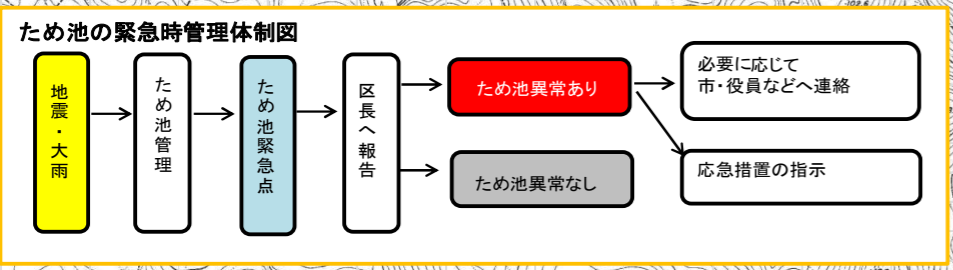 ため池の緊急時管理体制図
地震・大雨
ため池管理
ため池緊急点
区長へ報告
ため池異常あり
ため池異常なし
必要に応じて
市・役員などへ連絡
応急措置の指示